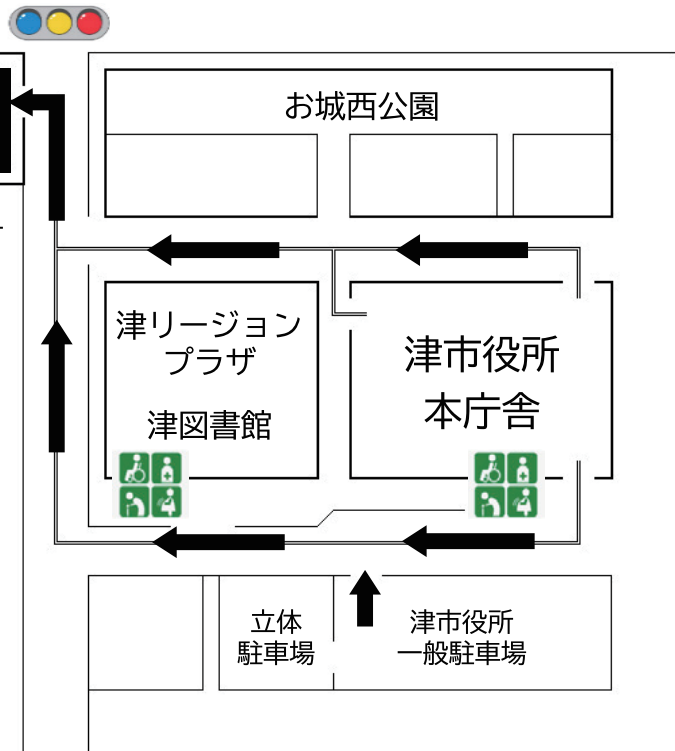 お城西公園
津リージョン
プラザ
津図書館
津市役所
本庁舎
立体
駐車場
津市役所
一般駐車場